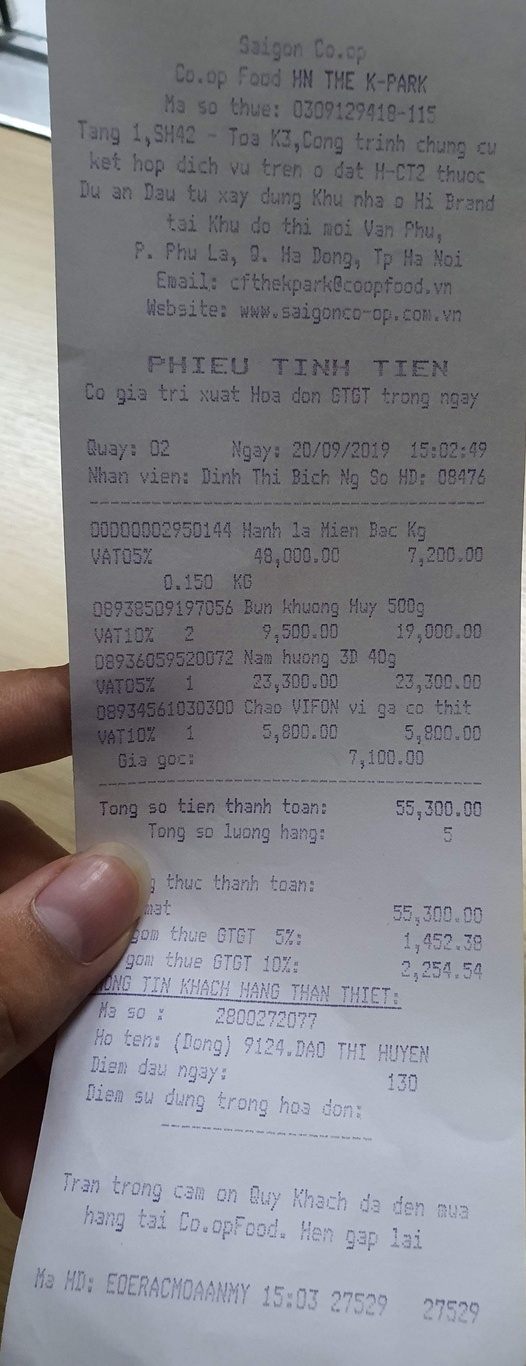 Saigon Co.op
Co.op Food HN THE K-PARK
Ma so thue: 0309129418-115
Tang 1,SH42 - Toa K3,Cong trinh chung cu
ket hop dich vu tren o dat H-CT2 thuoc
Du an Dau tu xay dung Khu nha o Hi Brand
tai Khu do thi moi Van Phu,
P. Phu La, Q. Ha Dong, Tp Ha Noi
Email: cfthekpark@coopfood.vn
Website: www.saigonco-op.com.vn
PHIEU TINH TIEN
Co gia tri xuat Hoa don GTGT trong ngay
Quay: 02 Ngay: 20/09/2019 15:02:49
Nhan vien: Dinh Thi Bich Ng So HD: 08476
00000002950144 Hanh la Mien Bac Kg
VAT05% 48,000.00 7,200.00
0.150 KG
08938509197056 Bun khuong Huy 500g
VAT10% 2 9,500.00 19,000.00
08936059520072 Nam huong 3D 40g
VAT05% 1 23,300.00 23,300.00
08934561030300 Chao VIFON vi ga co thit
VAT10% 1 5,800.00 5,800.00
Gia goc: 7,100.00
Tong so tien thanh toan: 55,300.00
Tong so luong hang: 5
g thuc thanh toan:
mat 55,300.00
gom thue GTGT 5%: 1,452.38
gom thue GTGT 10%: 2,254.54
ONG TIN KHACH HANG THAN THIET:
Ma so : 2800272077
Ho ten: (Dong) 9124.DAO THI HUYEN
Diem dau ngay: 130
Diem su dung trong hoa don:
Tran trong cam on Quy Khach da den mua
hang tai Co.opFood. Hen gap lai
Ma HD: EOERACMOAANMY 15:03 27529 27529